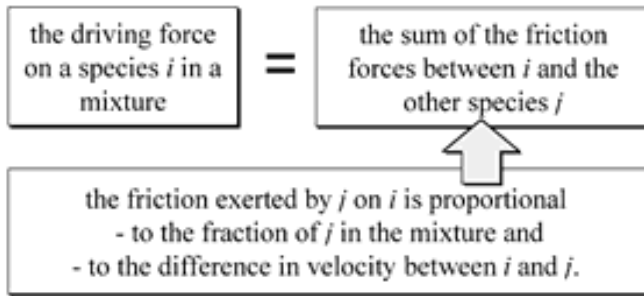 the driving force
on a species i in a
mixture
=
the sum of the friction
forces between i and the
other species j
the friction exerted by j on i is proportional
- to the fraction of j in the mixture and
- to the difference in velocity between i and j.